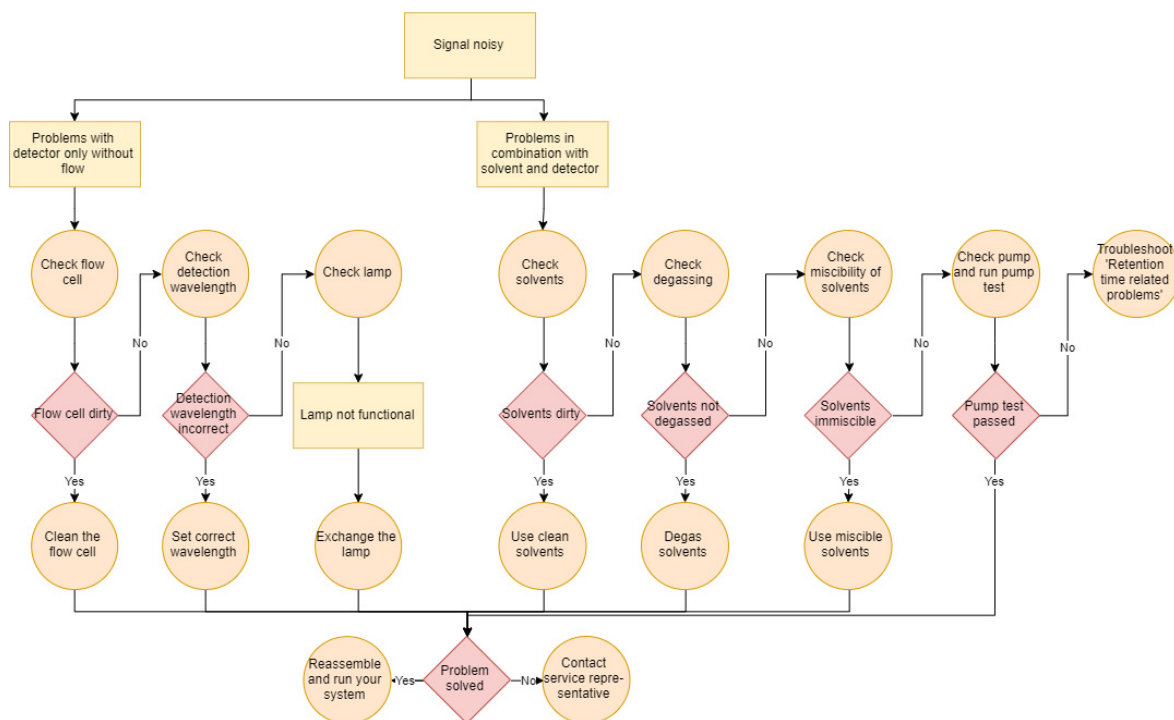 Signal noisy
Problems with
detector only without
flow
Problems in
combination with
solvent and detector
Check flow
cell
Check
detection
wavelength
Check lamp
Check
solvents
Check
degassing
Check
miscibility of
solvents
Check pump
and run pump
test
Troubleshoot
'Retention
time related
problems'
No
No
No
No
No
No
Flow cell dirty
Detection
wavelength
incorrect
Lamp not functional
Solvents dirty
Solvents not
degassed
Solvents
immiscible
Pump test
passed
Yes
Yes
Yes
Yes
Yes
Yes
Clean the
flow cell
Set correct
wavelength
Exchange the
lamp
Use clean
solvents
Degas
solvents
Use miscible
solvents
Reassemble
and run your
system
Yes
Problem
solved
No
Contact
service repre-
sentative